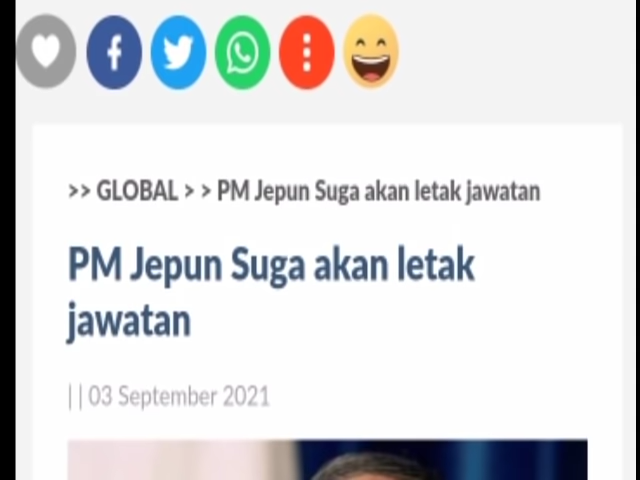 >> GLOBAL > > PM Jepun Suga akan letak jawatan
PM Jepun Suga akan letak
jawatan
|| 03 September 2021